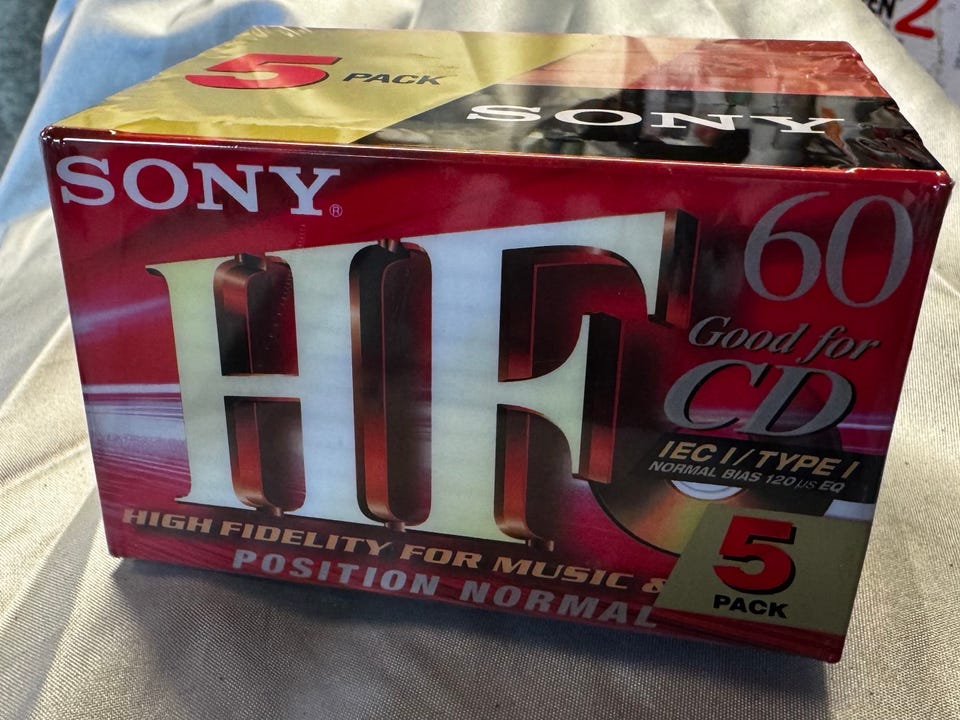 5 PACK
SONY
SONY®
HF
60
Good for
CD
IEC I/TYPE I
NORMAL BIAS 120 μs EQ
HIGH FIDELITY FOR MUSIC &
POSITION NORMAL
5
PACK
2